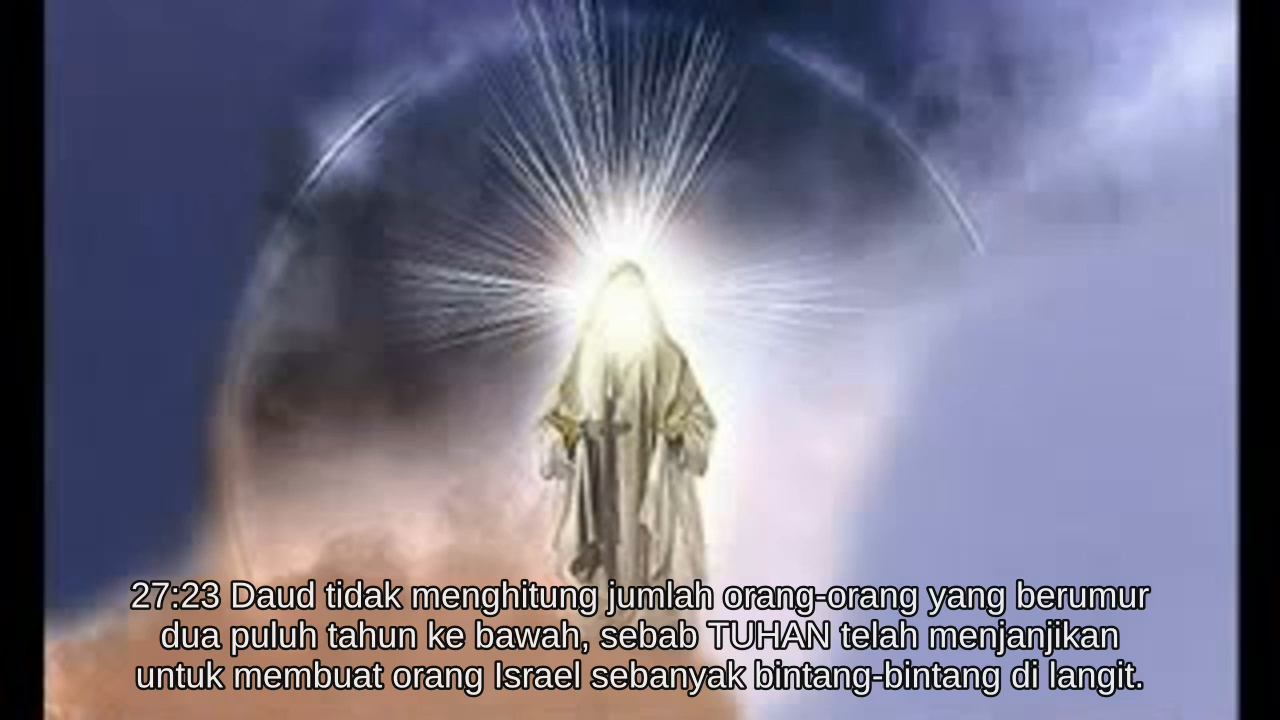 27:23 Daud tidak menghitung jumlah orang-orang yang berumur
dua puluh tahun ke bawah, sebab TUHAN telah menjanjikan
untuk membuat orang Israel sebanyak bintang-bintang di langit.